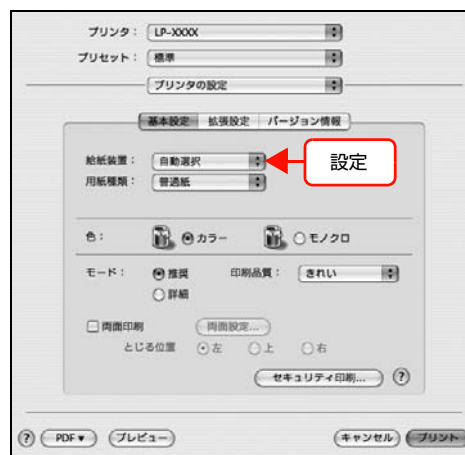 プリンタ： LP-XXXX
プリセット： 標準
プリンタの設定
基本設定 拡張設定 バージョン情報
給紙装置： 自動選択 設定
用紙種類： 普通紙
色： カラー モノクロ
モード： 推奨 印刷品質： きれい
詳細
両面印刷 両面設定...
とじる位置 左 上 右
セキュリティ印刷... ?
? PDF▼ プレビュー キャンセル プリント